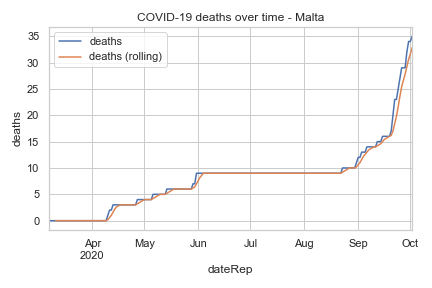 COVID-19 deaths over time - Malta
deaths
deaths (rolling)
35
30
25
20
15
10
5
0
deaths
Apr May Jun Jul Aug Sep Oct
2020
dateRep